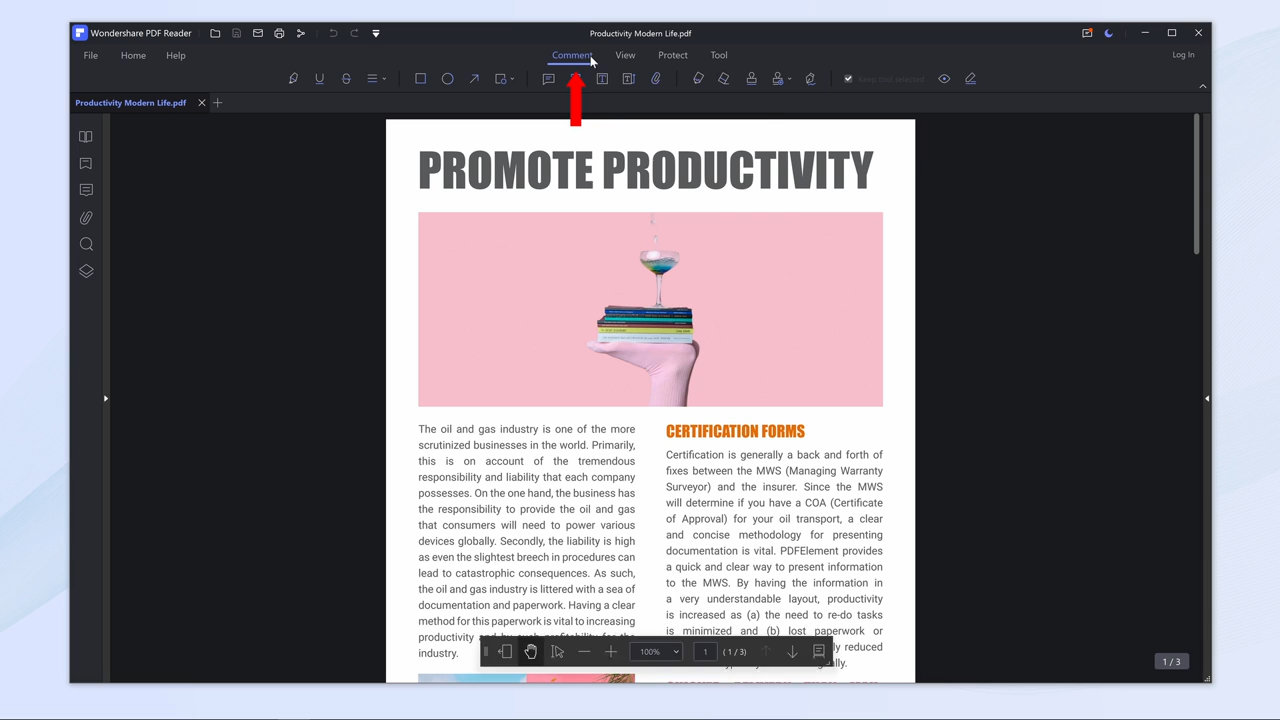 Wondershare PDF Reader
Productivity Modern Life.pdf
File
Home
Help
Comment
View
Protect
Tool
Log In
Keep tool selected
Productivity Modern Life.pdf
PROMOTE PRODUCTIVITY
The oil and gas industry is one of the more
scrutinized businesses in the world. Primarily,
this is on account of the tremendous
responsibility and liability that each company
possesses. On the one hand, the business has
the responsibility to provide the oil and gas
that consumers will need to power various
devices globally. Secondly, the liability is high
as even the slightest breech in procedures can
lead to catastrophic consequences. As such,
the oil and gas industry is littered with a sea of
documentation and paperwork. Having a clear
method for this paperwork is vital to increasing
productivity and by such profitability for the
industry.
CERTIFICATION FORMS
Certification is generally a back and forth of
fixes between the MWS (Managing Warranty
Surveyor) and the insurer. Since the MWS
will determine if you have a COA (Certificate
of Approval) for your oil transport, a clear
and concise methodology for presenting
documentation is vital. PDFElement provides
a quick and clear way to present information
to the MWS. By having the information in
a very understandable layout, productivity
is increased as (a) the need to re-do tasks
is minimized and (b) lost paperwork or
reduced
100%
1
( 1 / 3 )
1 / 3